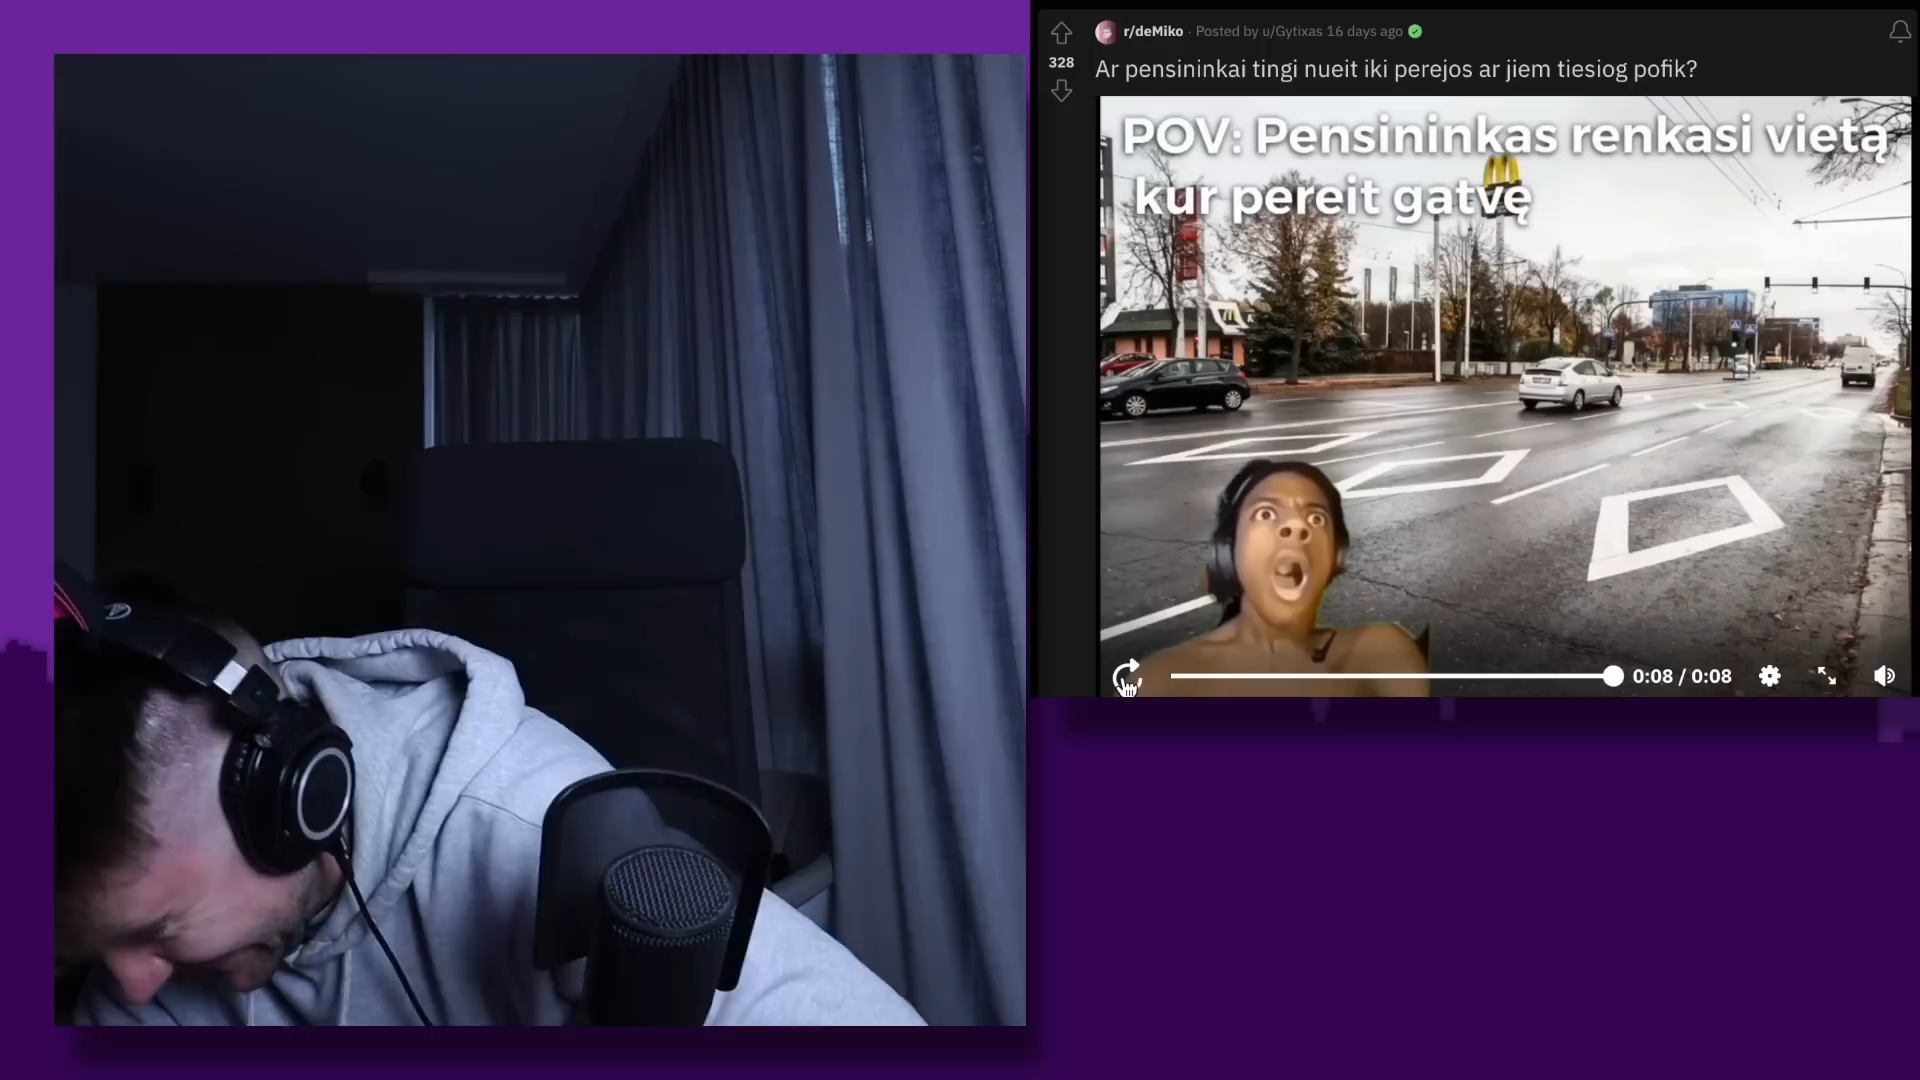 r/deMiko · Posted by u/Gytixas 16 days ago
328
Ar pensininkai tingi nueit iki perejos ar jiem tiesiog pofik?
POV: Pensininkas renkasi vietą
kur pereit gatvę
0:08 / 0:08